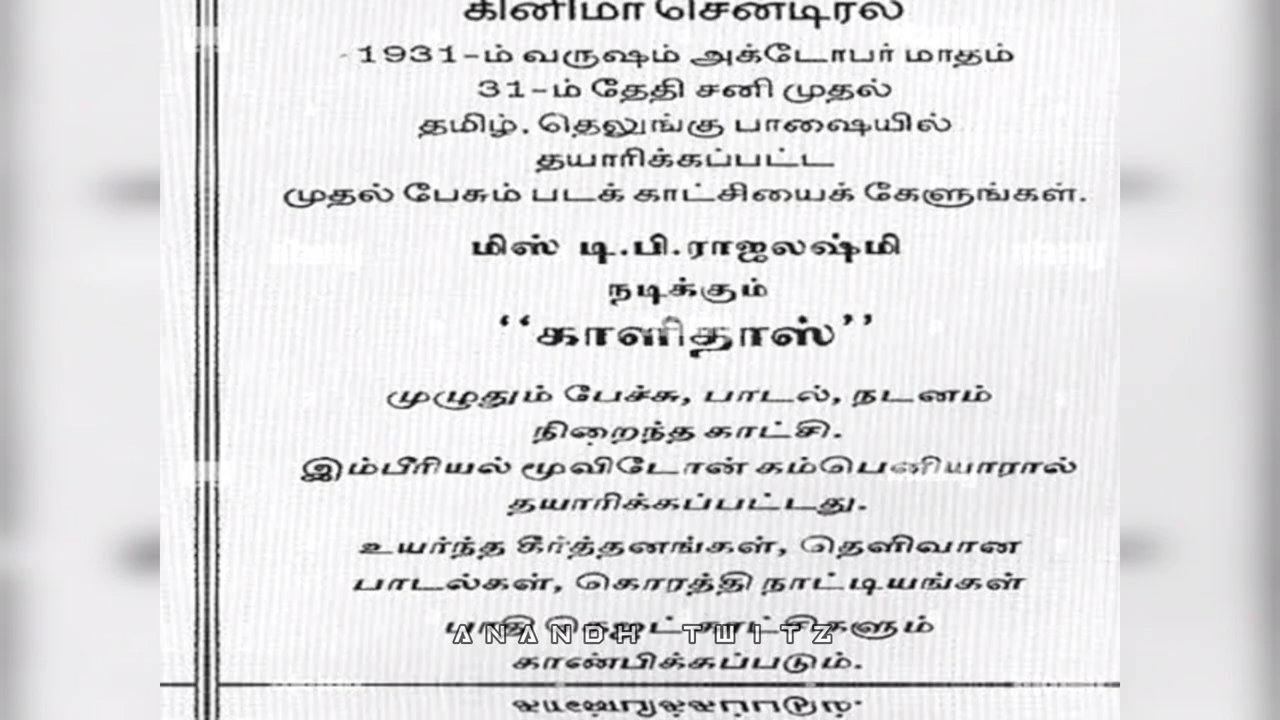 கினிமா சென்டிரல்
1931-ம் வருஷம் அக்டோபர் மாதம்
31-ம் தேதி சனி முதல்
தமிழ், தெலுங்கு பாஷையில்
தயாரிக்கப்பட்ட
முதல் பேசும் படக் காட்சியைக் கேளுங்கள்.
மிஸ் டி.பி.ராஜலஷ்மி
நடிக்கும்
“காளிதாஸ்”
முழுதும் பேச்சு, பாடல், நடனம்
நிறைந்த காட்சி.
இம்பீரியல் மூவிடோன் கம்பெனியாரால்
தயாரிக்கப்பட்டது.
உயர்ந்த கீர்த்தனங்கள், தெளிவான
பாடல்கள், கொரத்தி நாட்டியங்கள்
பாதி கெஜட் காட்சிகளும்
ANANDH TWITZ
காண்பிக்கப்படும்.